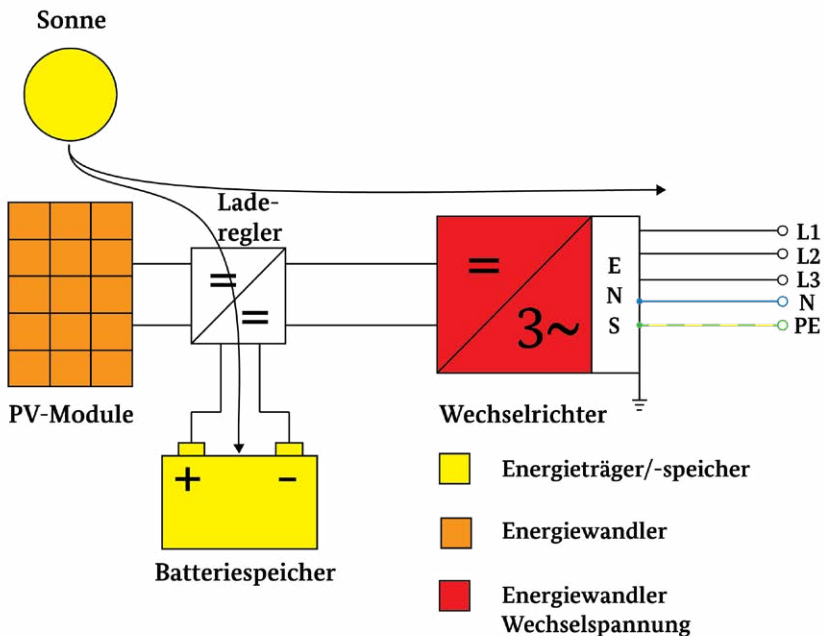 Sonne
Lade-
regler
=
=
=
3~
E
N
S
L1
L2
L3
N
PE
PV-Module
Wechselrichter
+ -
Batteriespeicher
Energieträger/-speicher
Energiewandler
Energiewandler
Wechselspannung